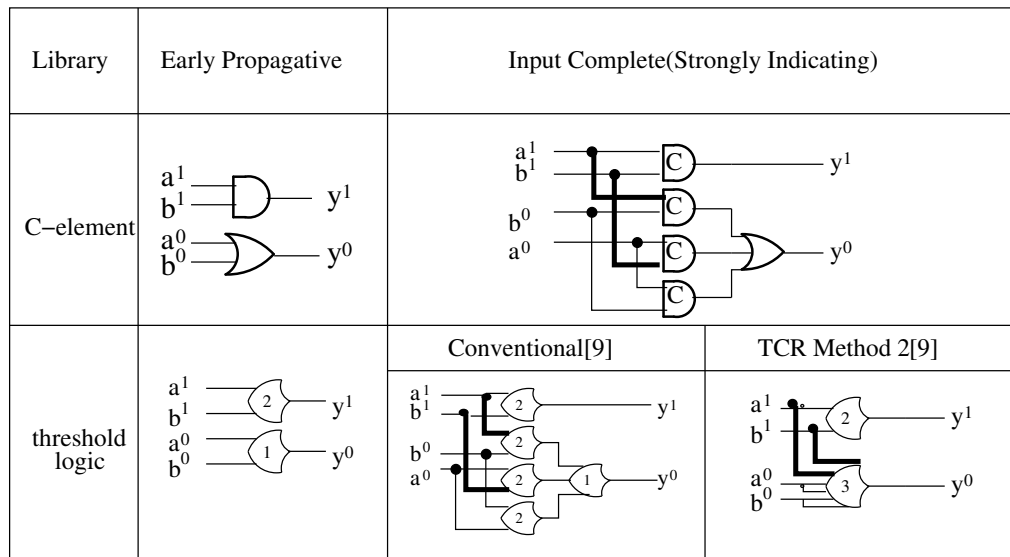 Library
Early Propagative
Input Complete(Strongly Indicating)
C−element
a¹
b¹
y¹
a⁰
b⁰
y⁰
a¹
b¹
b⁰
a⁰
C
C
C
C
y¹
y⁰
threshold
logic
a¹
b¹
a⁰
b⁰
2
1
y¹
y⁰
Conventional[9]
a¹
b¹
b⁰
a⁰
2
2
2
2
1
y¹
y⁰
TCR Method 2[9]
a¹
b¹
a⁰
b⁰
2
3
y¹
y⁰